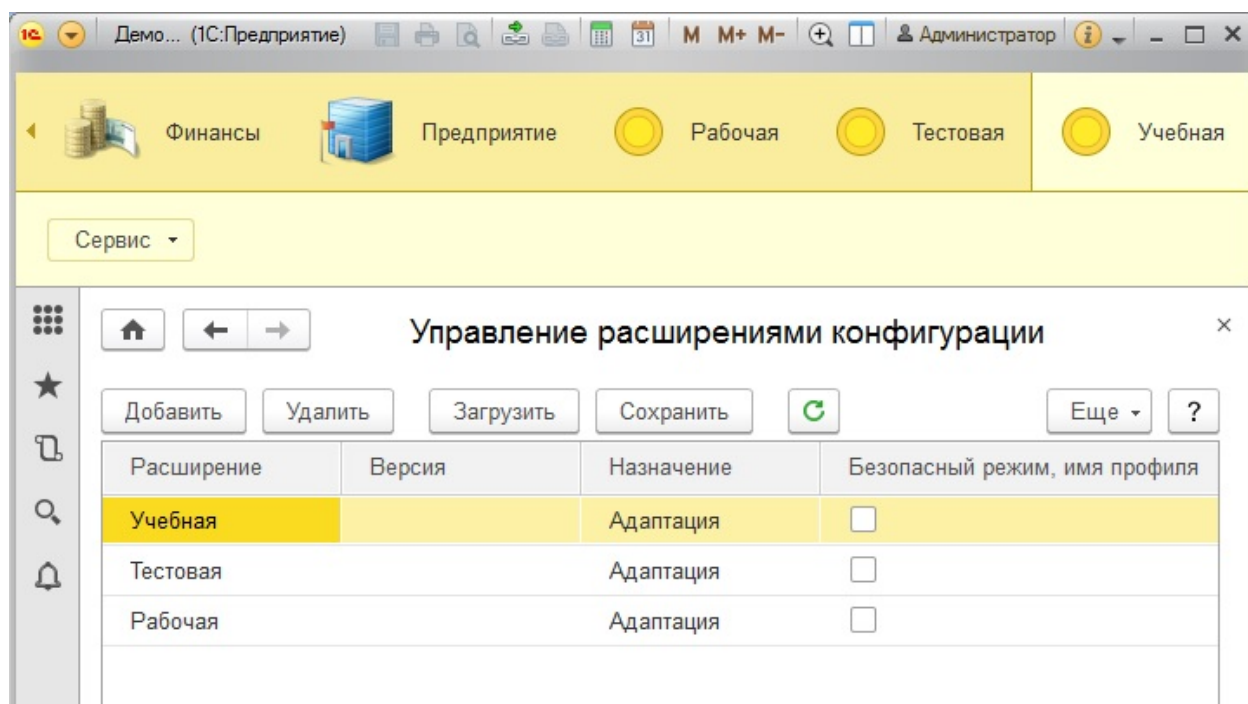 1С Демо... (1С:Предприятие) 31 M M+ M- Администратор i
Финансы Предприятие Рабочая Тестовая Учебная
Сервис
Управление расширениями конфигурации
Добавить Удалить Загрузить Сохранить Еще ?
Расширение Версия Назначение Безопасный режим, имя профиля
Учебная Адаптация
Тестовая Адаптация
Рабочая Адаптация